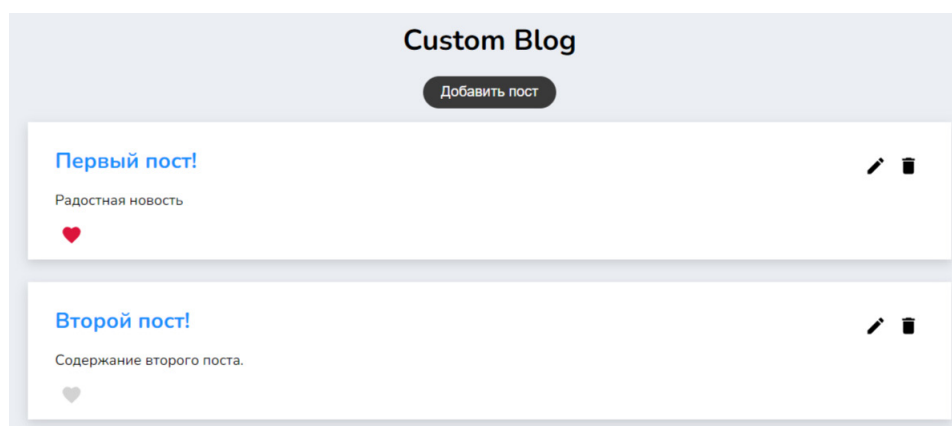 Custom Blog
Добавить пост
Первый пост!
Радостная новость
Второй пост!
Содержание второго поста.